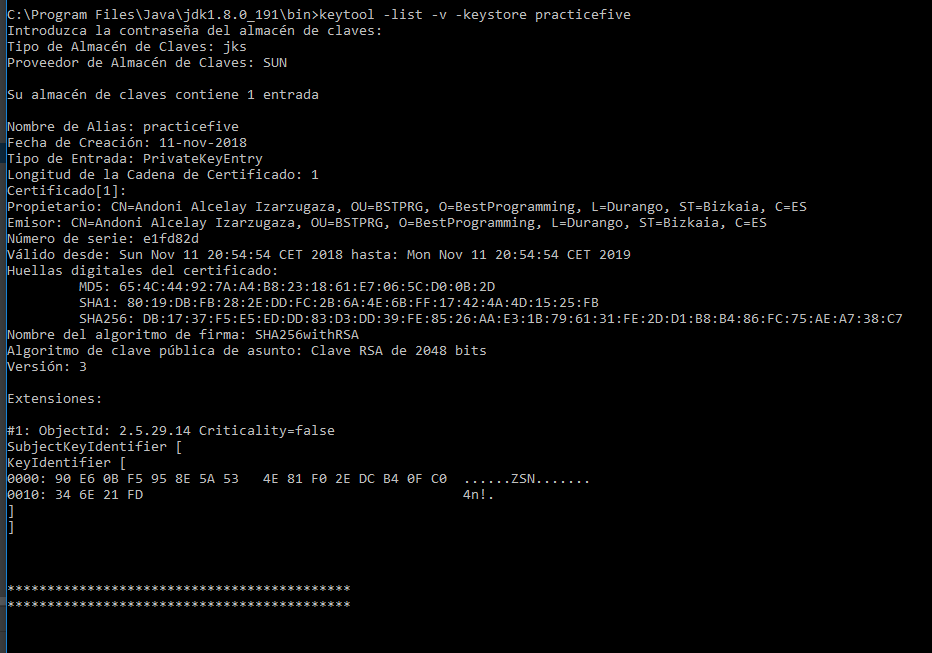 C:\Program Files\Java\jdk1.8.0_191\bin>keytool -list -v -keystore practicefive
Introduzca la contraseña del almacén de claves:
Tipo de Almacén de Claves: jks
Proveedor de Almacén de Claves: SUN

Su almacén de claves contiene 1 entrada

Nombre de Alias: practicefive
Fecha de Creación: 11-nov-2018
Tipo de Entrada: PrivateKeyEntry
Longitud de la Cadena de Certificado: 1
Certificado[1]:
Propietario: CN=Andoni Alcelay Izarzugaza, OU=BSTPRG, O=BestProgramming, L=Durango, ST=Bizkaia, C=ES
Emisor: CN=Andoni Alcelay Izarzugaza, OU=BSTPRG, O=BestProgramming, L=Durango, ST=Bizkaia, C=ES
Número de serie: e1fd82d
Válido desde: Sun Nov 11 20:54:54 CET 2018 hasta: Mon Nov 11 20:54:54 CET 2019
Huellas digitales del certificado:
         MD5: 65:4C:44:92:7A:A4:B8:23:18:61:E7:06:5C:D0:0B:2D
         SHA1: 80:19:DB:FB:28:2E:DD:FC:2B:6A:4E:6B:FF:17:42:4A:4D:15:25:FB
         SHA256: DB:17:37:F5:E5:ED:DD:83:D3:DD:39:FE:85:26:AA:E3:1B:79:61:31:FE:2D:D1:B8:B4:86:FC:75:AE:A7:38:C7
Nombre del algoritmo de firma: SHA256withRSA
Algoritmo de clave pública de asunto: Clave RSA de 2048 bits
Versión: 3

Extensiones:

#1: ObjectId: 2.5.29.14 Criticality=false
SubjectKeyIdentifier [
KeyIdentifier [
0000: 90 E6 0B F5 95 8E 5A 53   4E 81 F0 2E DC B4 0F C0  ......ZSN.......
0010: 34 6E 21 FD                                        4n!.
]
]

*******************************************
*******************************************